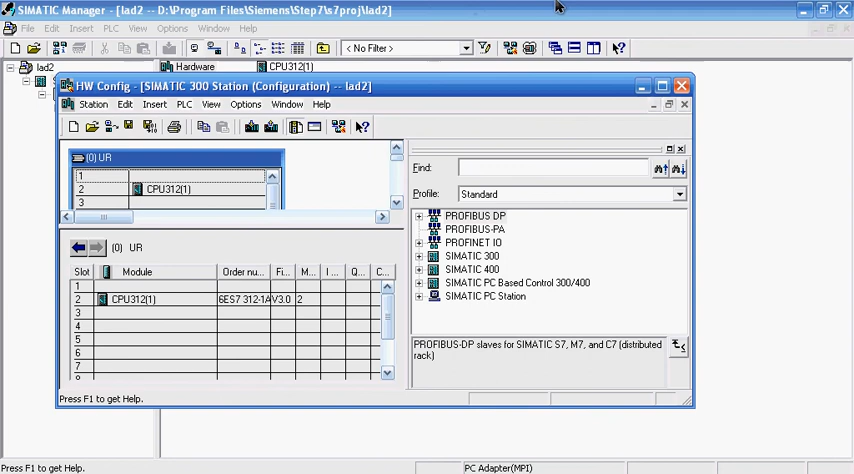 SIMATIC Manager - [lad2 -- D:\Program Files\Siemens\Step7\s7proj\lad2]
File Edit Insert PLC View Options Window Help
< No Filter >
lad2
Hardware CPU312(1)
HW Config - [SIMATIC 300 Station (Configuration) -- lad2]
Station Edit Insert PLC View Options Window Help
(0) UR
1
2 CPU312(1)
3
Find:
Profile: Standard
PROFIBUS DP
PROFIBUS-PA
PROFINET IO
SIMATIC 300
SIMATIC 400
SIMATIC PC Based Control 300/400
SIMATIC PC Station
PROFIBUS-DP slaves for SIMATIC S7, M7, and C7 (distributed
rack)
(0) UR
Slot Module Order nu... Fi... M... I ... Q... C...
1
2 CPU312(1) 6ES7 312-1A V3.0 2
3
4
5
6
7
Press F1 to get Help.
Press F1 to get Help. PC Adapter(MPI)